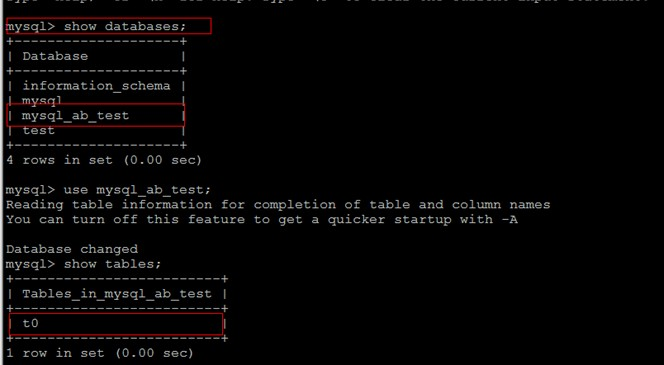 mysql> show databases;
+--------------------+
| Database           |
+--------------------+
| information_schema |
| mysql              |
| mysql_ab_test      |
| test               |
+--------------------+
4 rows in set (0.00 sec)
mysql> use mysql_ab_test;
Reading table information for completion of table and column names
You can turn off this feature to get a quicker startup with -A
Database changed
mysql> show tables;
+-------------------------+
| Tables_in_mysql_ab_test |
+-------------------------+
| t0                      |
+-------------------------+
1 row in set (0.00 sec)